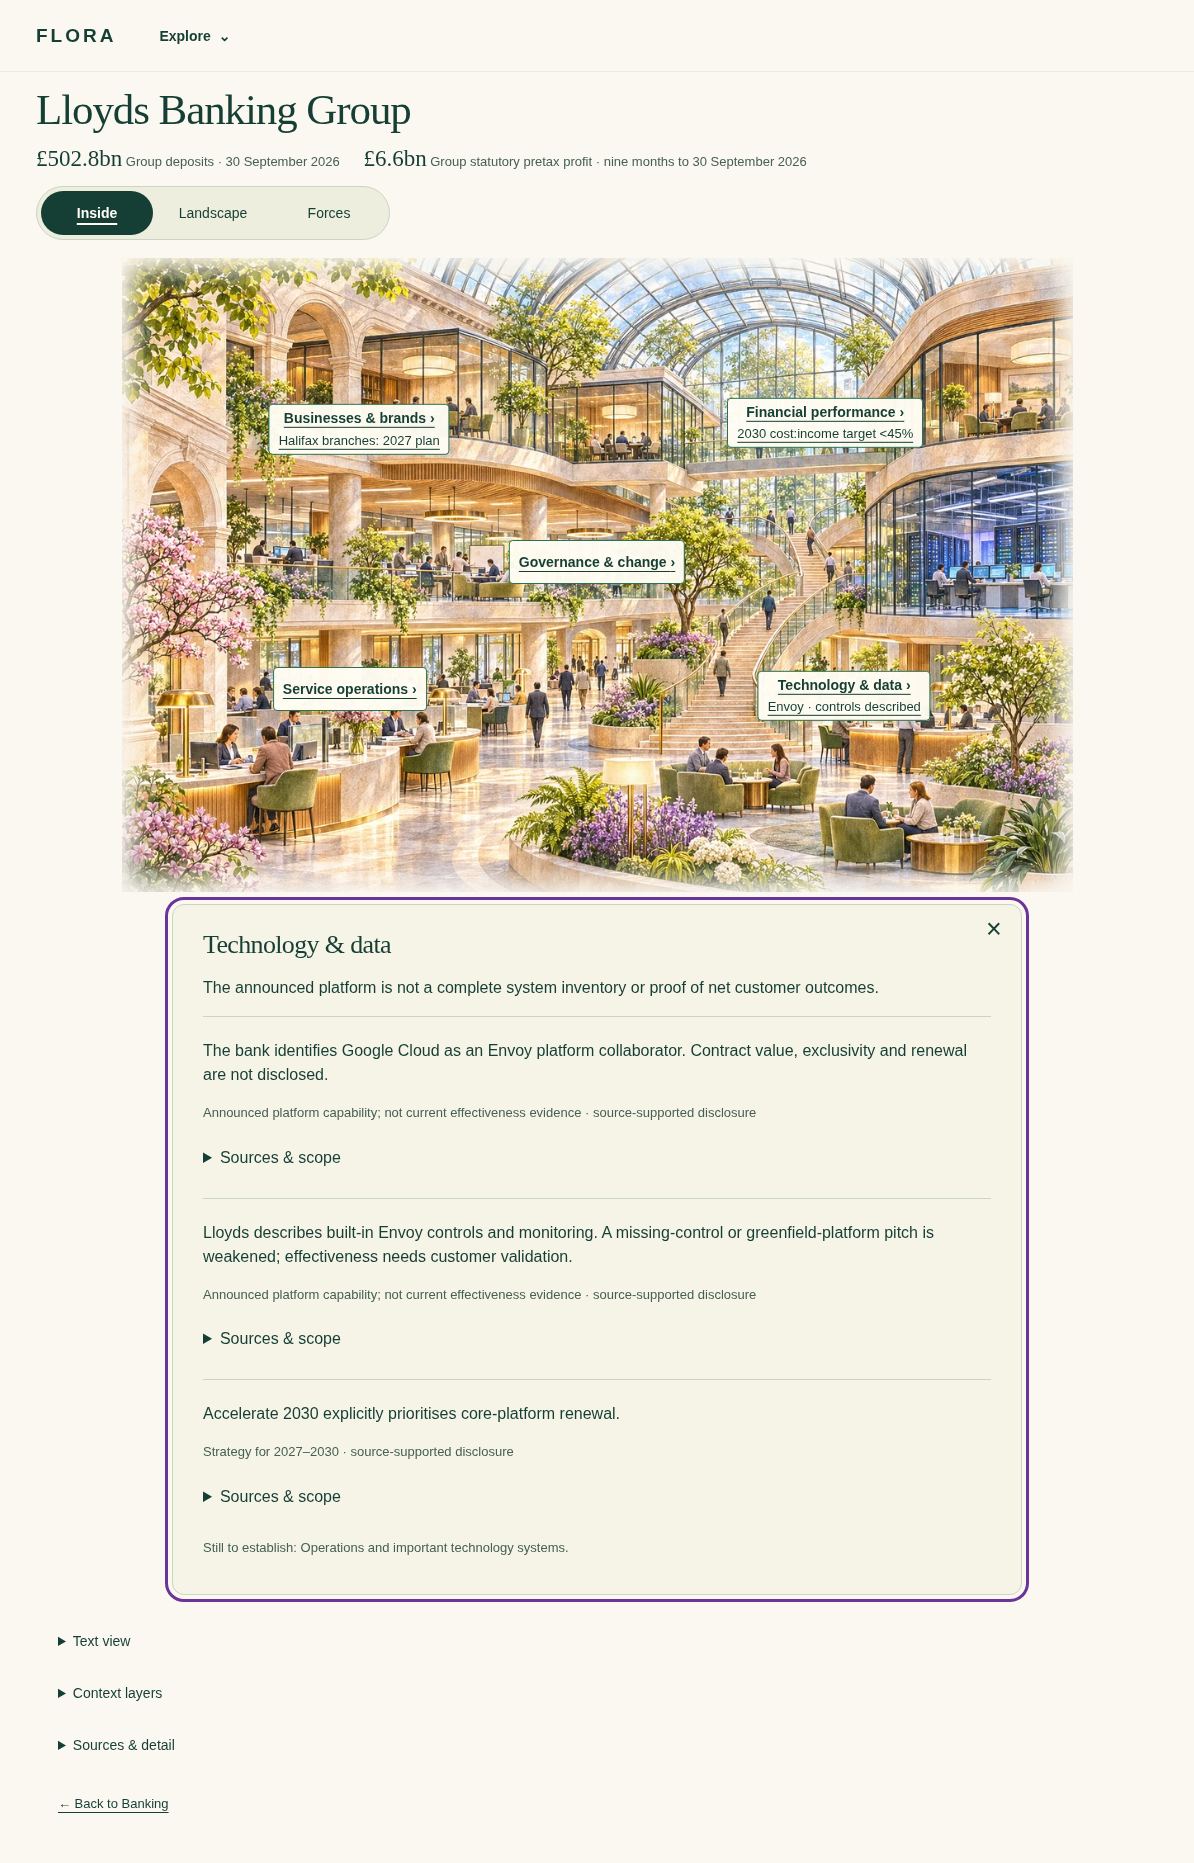 FLORA
Explore ⌄
Lloyds Banking Group
£502.8bn Group deposits · 30 September 2026 £6.6bn Group statutory pretax profit · nine months to 30 September 2026
Inside Landscape Forces
Businesses & brands ›
Halifax branches: 2027 plan
Financial performance ›
2030 cost:income target <45%
Governance & change ›
Service operations ›
Technology & data ›
Envoy · controls described
Technology & data
×
The announced platform is not a complete system inventory or proof of net customer outcomes.
The bank identifies Google Cloud as an Envoy platform collaborator. Contract value, exclusivity and renewal
are not disclosed.
Announced platform capability; not current effectiveness evidence · source-supported disclosure
▶ Sources & scope
Lloyds describes built-in Envoy controls and monitoring. A missing-control or greenfield-platform pitch is
weakened; effectiveness needs customer validation.
Announced platform capability; not current effectiveness evidence · source-supported disclosure
▶ Sources & scope
Accelerate 2030 explicitly prioritises core-platform renewal.
Strategy for 2027–2030 · source-supported disclosure
▶ Sources & scope
Still to establish: Operations and important technology systems.
▶ Text view
▶ Context layers
▶ Sources & detail
← Back to Banking